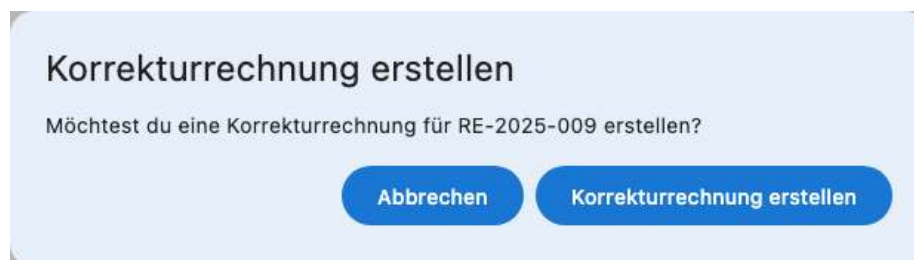 Korrekturrechnung erstellen
Möchtest du eine Korrekturrechnung für RE-2025-009 erstellen?
Abbrechen Korrekturrechnung erstellen